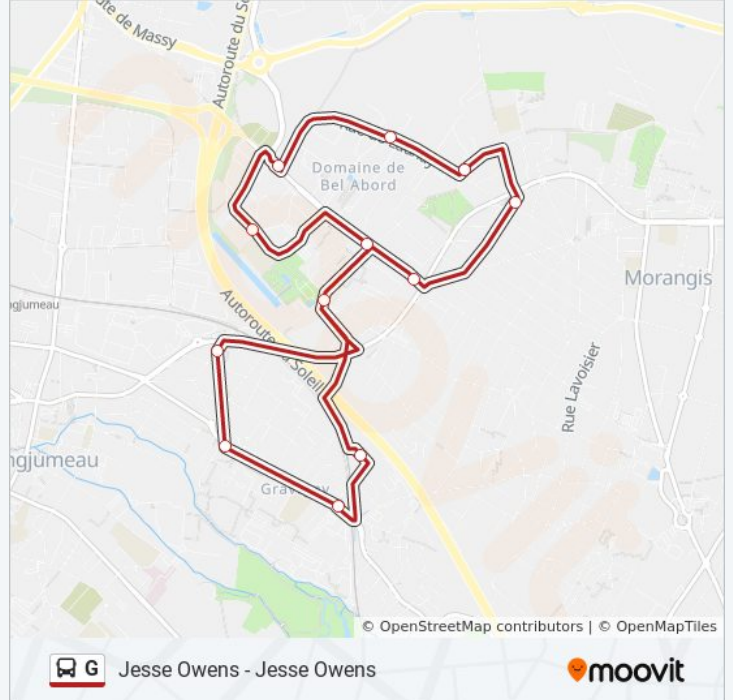 Route de Massy
Autoroute du S
Domaine de
Bel Abord
Morangis
Autoroute du Soleil
Rue Lavoisier
ngjumeau
ngjumeau
Grav
© OpenStreetMap contributors | © OpenMapTiles
G Jesse Owens - Jesse Owens
moovit